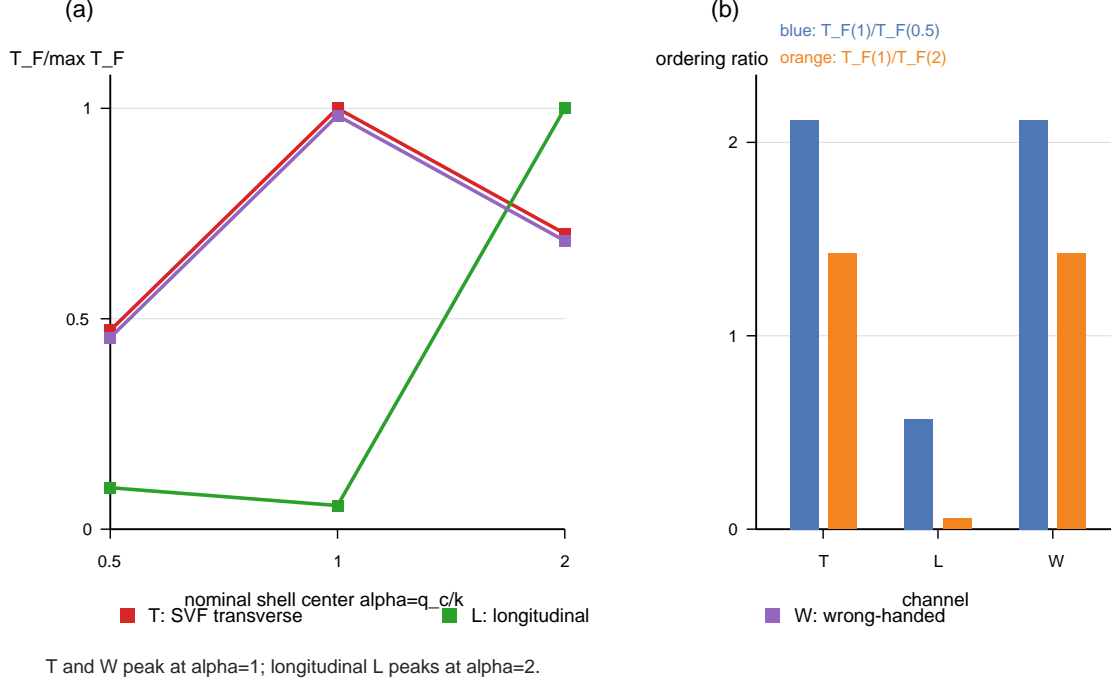 (a)
T_F/max T_F
1
0.5
0
0.5
1
2
nominal shell center alpha=q_c/k
(b)
blue: T_F(1)/T_F(0.5)
ordering ratio
orange: T_F(1)/T_F(2)
2
1
0
T
L
W
channel
T: SVF transverse
L: longitudinal
W: wrong-handed
T and W peak at alpha=1; longitudinal L peaks at alpha=2.